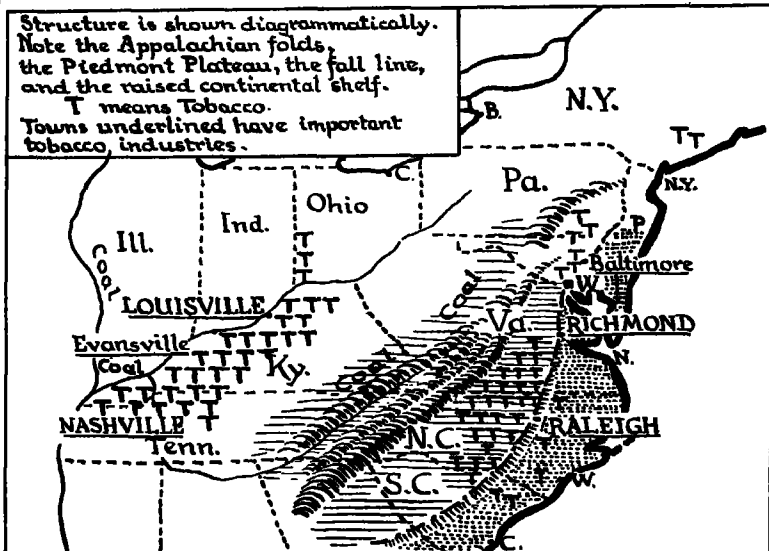 Structure is shown diagrammatically.
Note the Appalachian folds,
the Piedmont Plateau, the fall line,
and the raised continental shelf.
T means Tobacco.
Towns underlined have important
tobacco industries.
B.
N.Y.
T T
C.
Pa.
N.Y.
Ohio
Ind.
Ill.
Coal
P
T
T T
T T
T T
T
Baltimore
W.
Coal
T
T
T
LOUISVILLE
T T T
Va.
RICHMOND
Evansville
T T
T T T T T
T T T T
Coal
T T T T
Ky.
Coal
N.
T
T T
T T T
T T T T
T T T T T
T T T T
T T T T T
T
NASHVILLE
Tenn.
N.C.
RALEIGH
S.C.
W.
C.